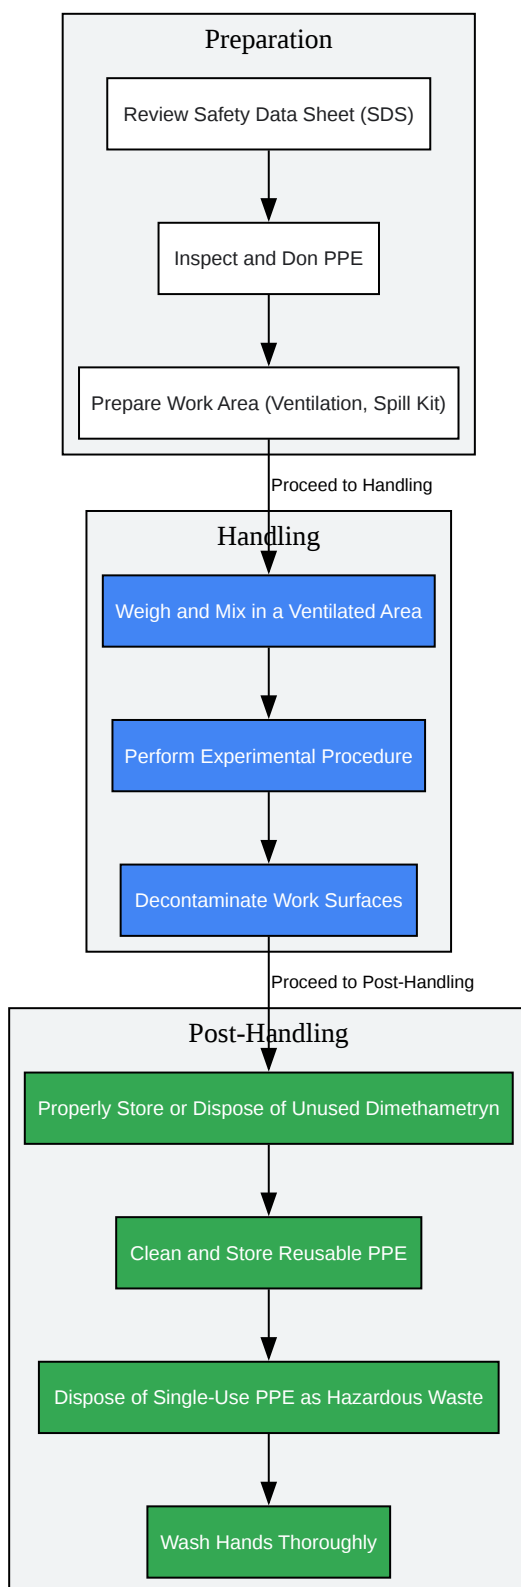 Preparation
Review Safety Data Sheet (SDS)
Inspect and Don PPE
Prepare Work Area (Ventilation, Spill Kit)
Proceed to Handling
Handling
Weigh and Mix in a Ventilated Area
Perform Experimental Procedure
Decontaminate Work Surfaces
Proceed to Post-Handling
Post-Handling
Properly Store or Dispose of Unused Dimethametryn
Clean and Store Reusable PPE
Dispose of Single-Use PPE as Hazardous Waste
Wash Hands Thoroughly